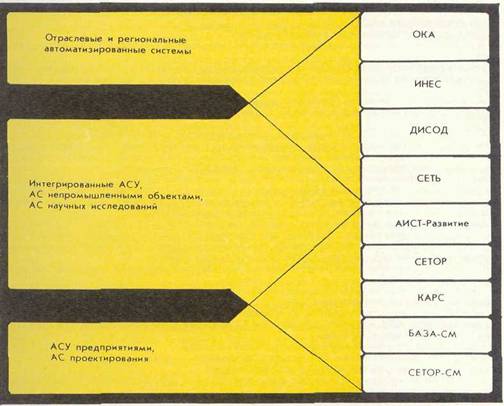 Отраслевые и региональные
автоматизированные системы
Интегрированные АСУ,
АС непромышленными объектами,
АС научных исследований
АСУ предприятиями,
АС проектирования
ОКА
ИНЕС
ДИСОД
СЕТЬ
АИСТ-Развитие
СЕТОР
КАРС
БАЗА-СМ
СЕТОР-СМ